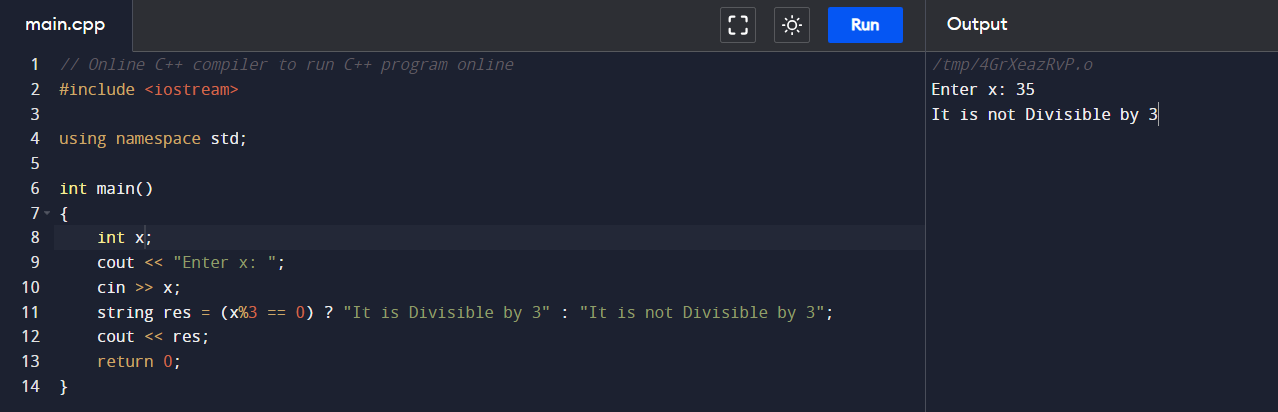 main.cpp
Run
Output
1 // Online C++ compiler to run C++ program online
2 #include <iostream>
3
4 using namespace std;
5
6 int main()
7 {
8     int x;
9     cout << "Enter x: ";
10     cin >> x;
11     string res = (x%3 == 0) ? "It is Divisible by 3" : "It is not Divisible by 3";
12     cout << res;
13     return 0;
14 }
/tmp/4GrXeazRvP.o
Enter x: 35
It is not Divisible by 3